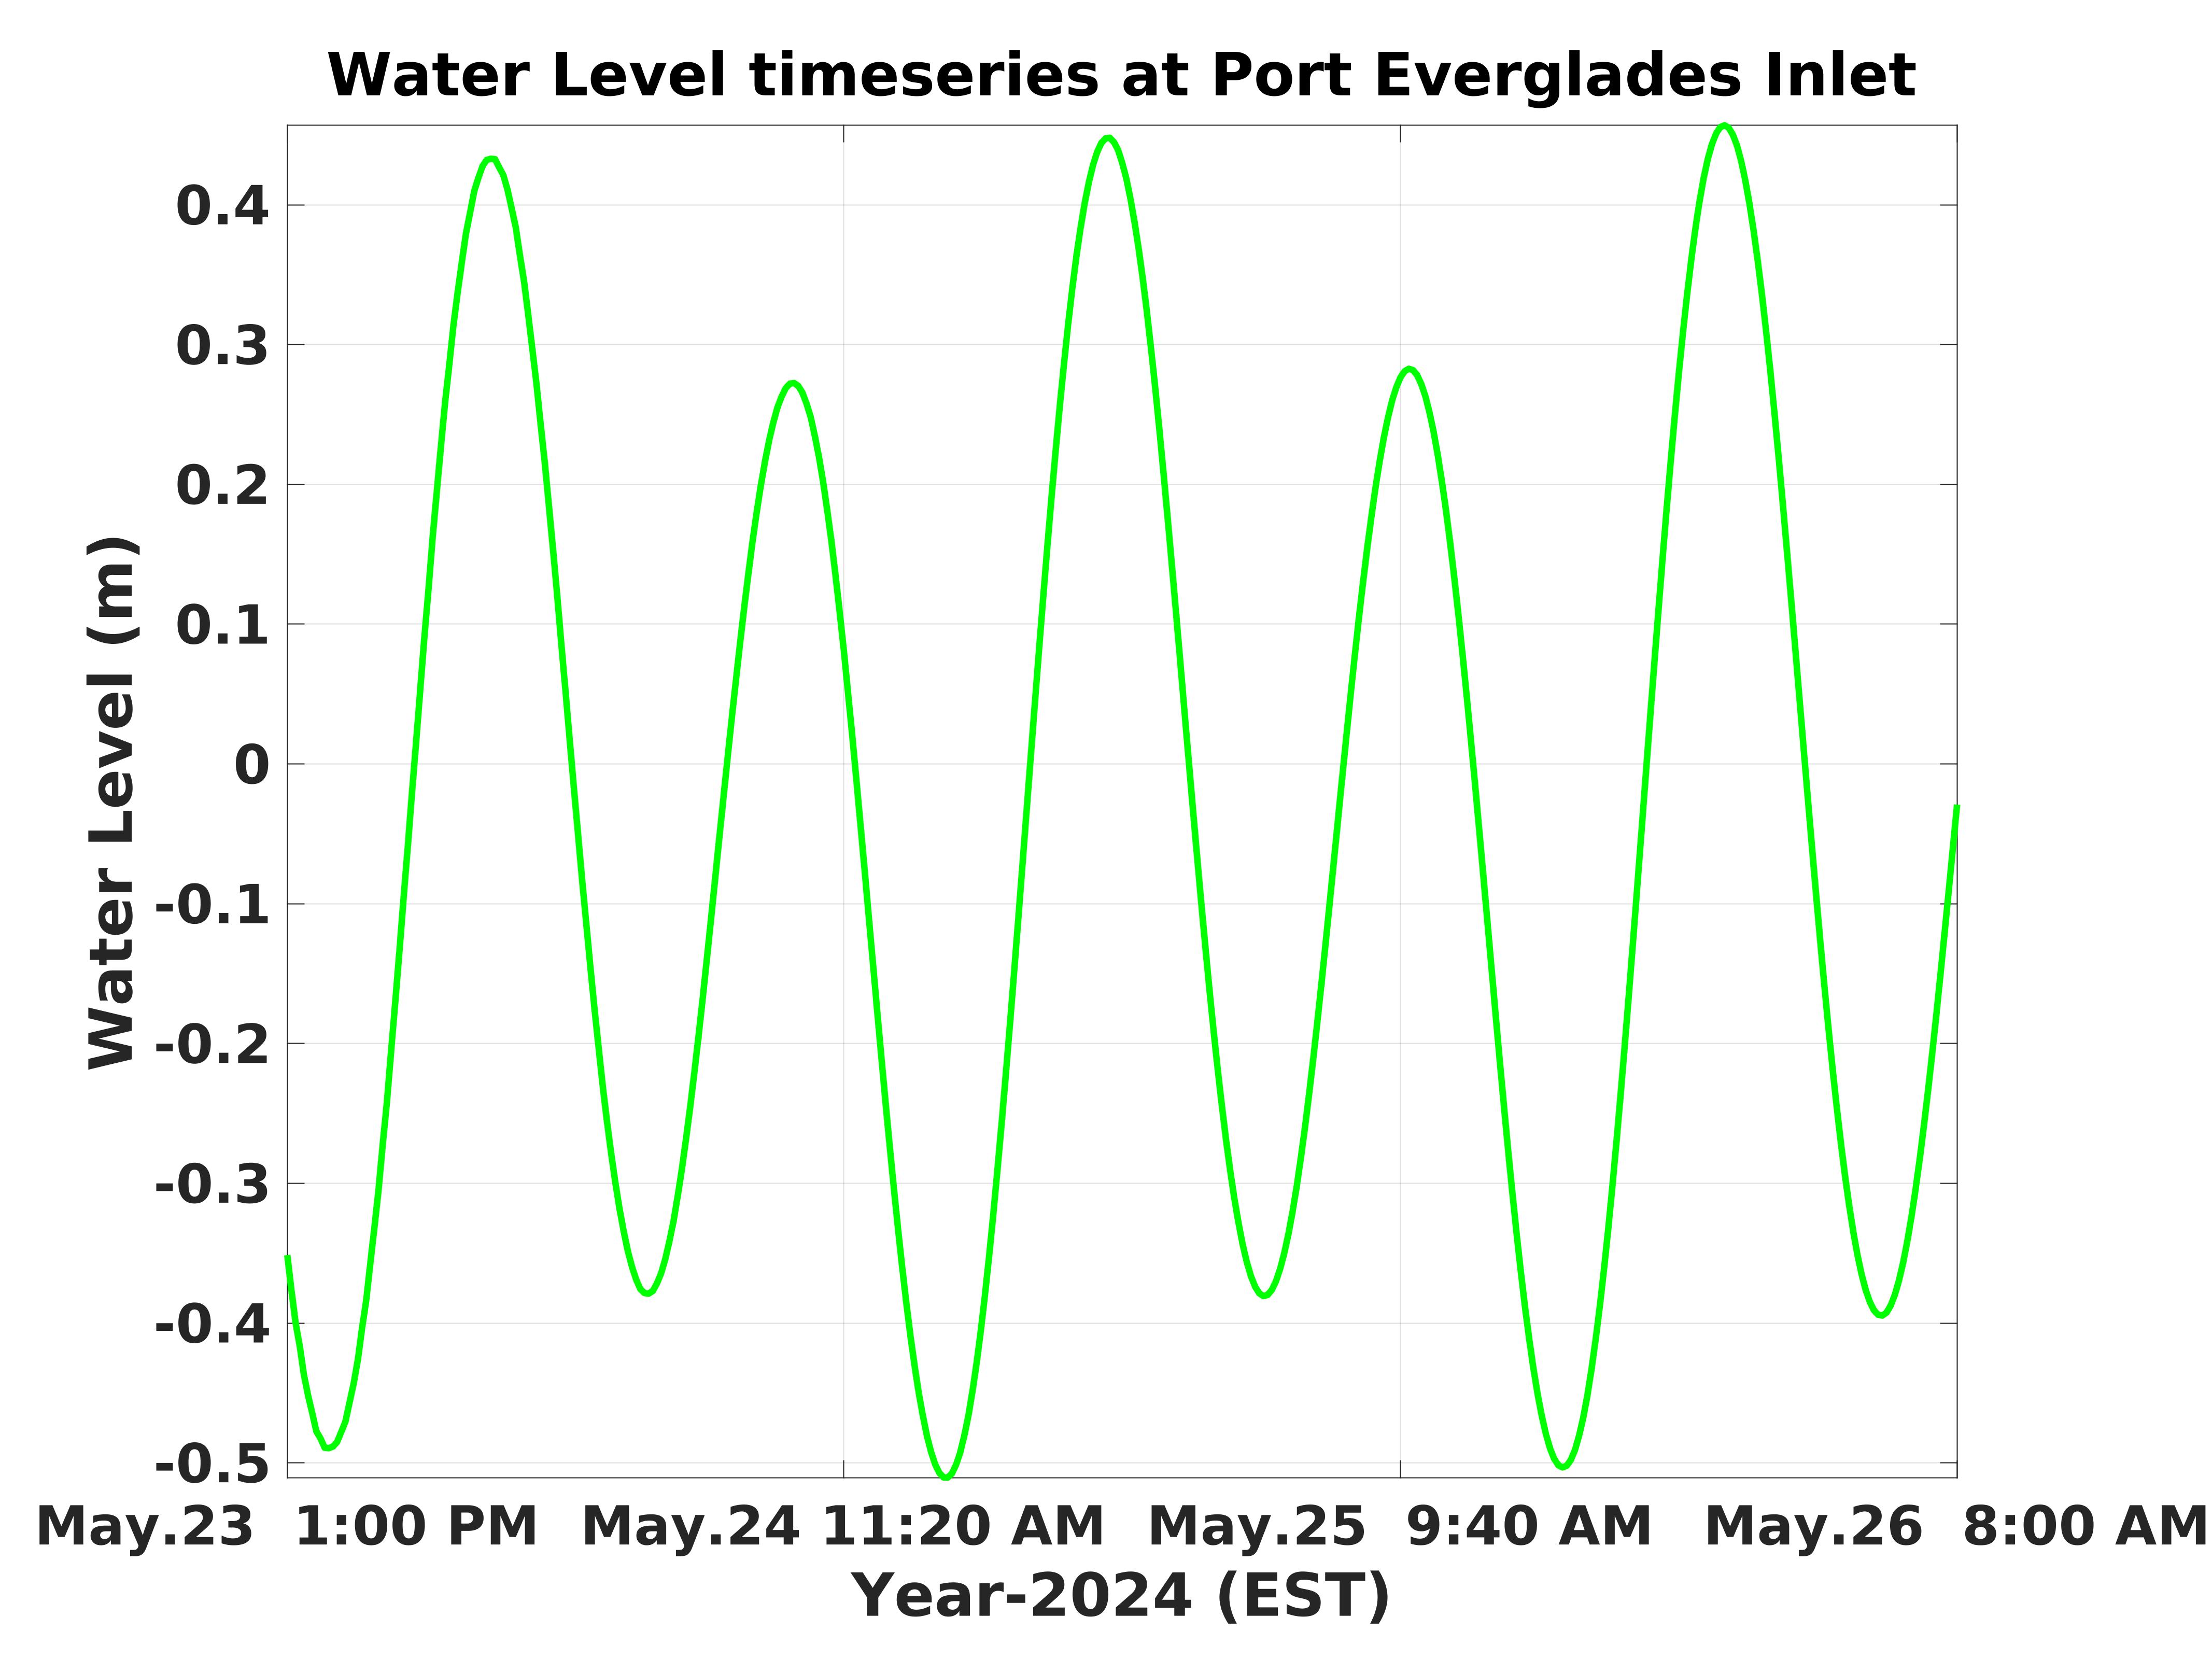 Water Level timeseries at Port Everglades Inlet
0.4
0.3
0.2
0.1
0
-0.1
-0.2
-0.3
-0.4
-0.5
Water Level (m)
May.23 1:00 PM May.24 11:20 AM May.25 9:40 AM May.26 8:00 AM
Year-2024 (EST)